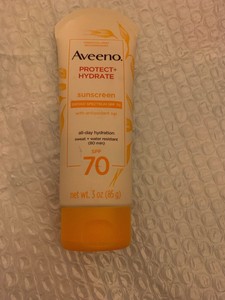 Aveeno.
PROTECT+
HYDRATE
sunscreen
all-day hydration
sweat + water resistant
(80 min)
SPF
70
net wt. 3 oz (85g)